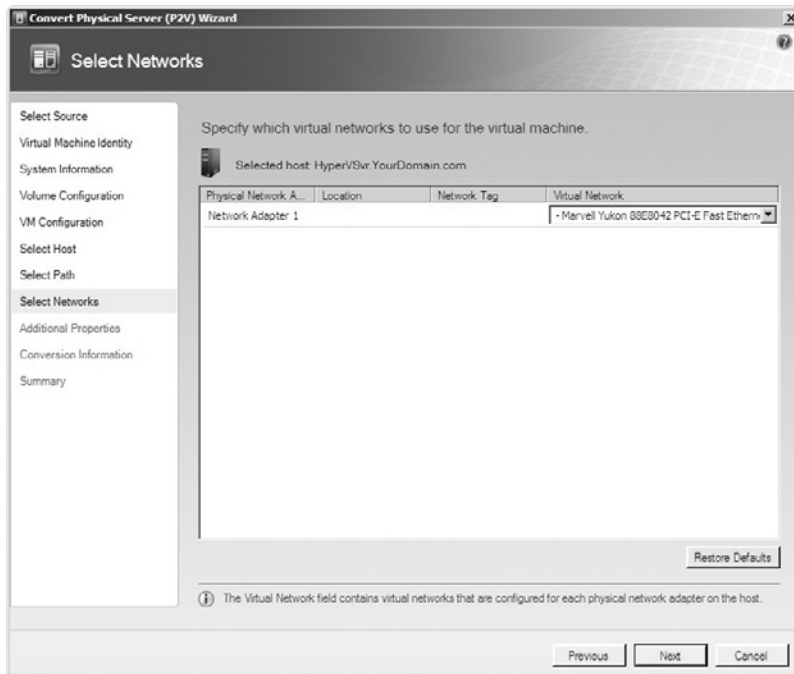 Convert Physical Server (P2V) Wizard
Select Networks
Select Source
Virtual Machine Identity
System Information
Volume Configuration
VM Configuration
Select Host
Select Path
Select Networks
Additional Properties
Conversion Information
Summary
Specify which virtual networks to use for the virtual machine.
Selected host: HyperVSvr.YourDomain.com
Physical Network A... Location Network Tag Virtual Network
Network Adapter 1 - Marvell Yukon 88E8042 PCI-E Fast Ethern
Restore Defaults
The Virtual Network field contains virtual networks that are configured for each physical network adapter on the host.
Previous Next Cancel